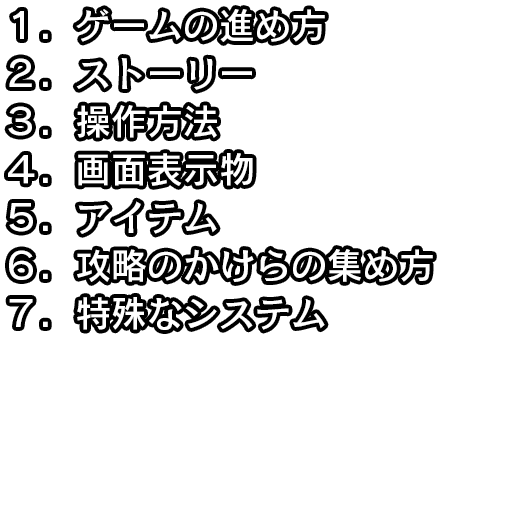 １．ゲームの進め方
２．ストーリー
３．操作方法
４．画面表示物
５．アイテム
６．攻略のかけらの集め方
７．特殊なシステム